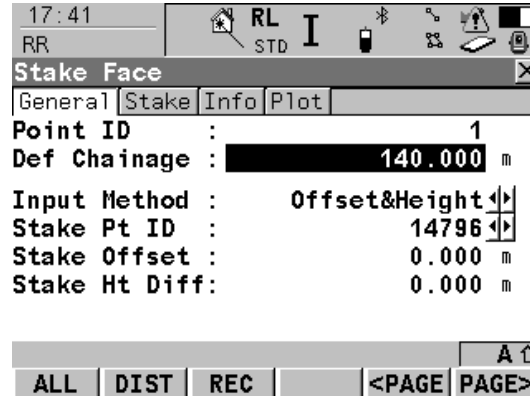 17:41
RR
RL
STD
I
Stake Face
General Stake Info Plot
Point ID : 1
Def Chainage : 140.000 m
Input Method : Offset&Height
Stake Pt ID : 14796
Stake Offset : 0.000 m
Stake Ht Diff: 0.000 m
A
ALL DIST REC <PAGE PAGE>